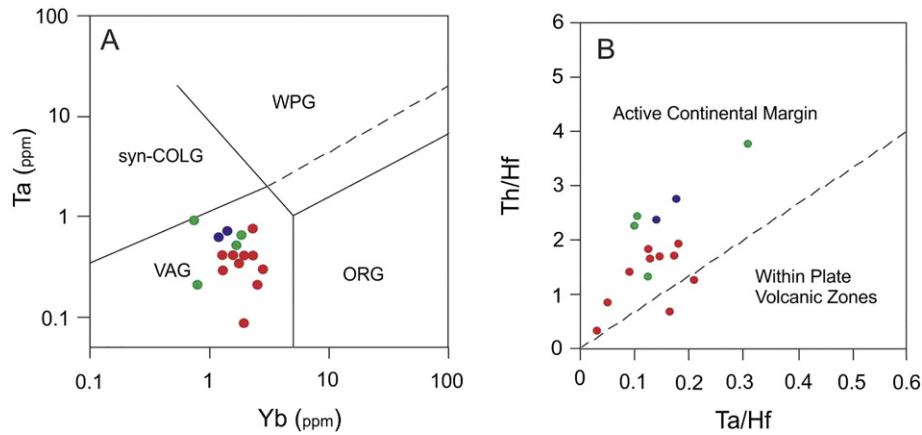 A
100
10
1
0.1
Ta (ppm)
WPG
syn-COLG
VAG
ORG
0.1
1
10
100
Yb (ppm)
B
6
5
4
3
2
1
0
Th/Hf
Active Continental Margin
Within Plate
Volcanic Zones
0
0.1
0.2
0.3
0.4
0.5
0.6
Ta/Hf